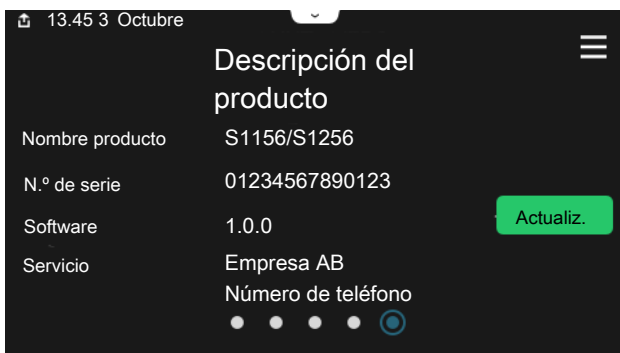 13.45 3 Octubre
Descripción del
producto
Nombre producto S1156/S1256
N.º de serie 01234567890123
Software 1.0.0 Actualiz.
Servicio Empresa AB
Número de teléfono